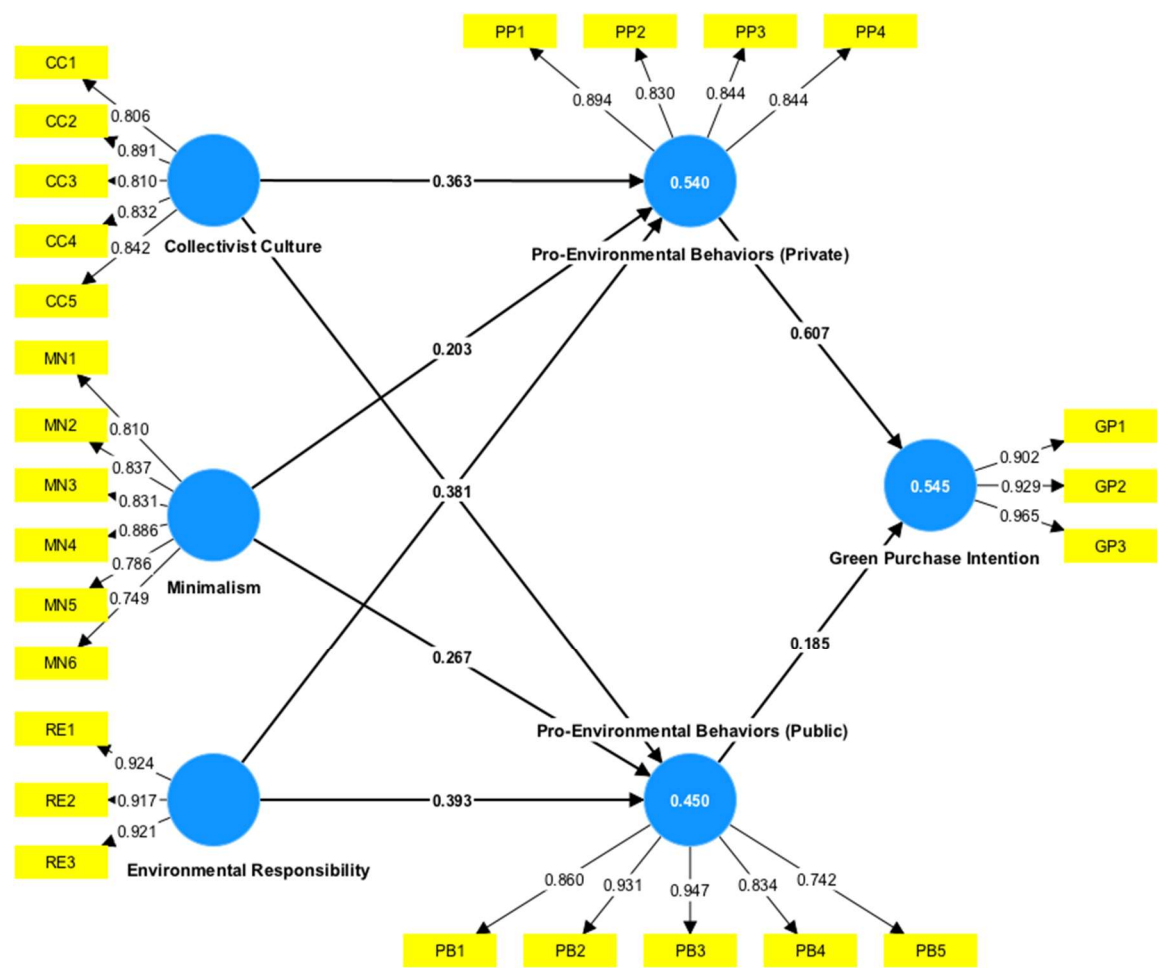 PP1
PP2
PP3
PP4
0.894
0.830
0.844
0.844
CC1
CC2
CC3
CC4
CC5
0.806
0.891
0.810
0.832
0.842
Collectivist Culture
0.363
0.540
Pro-Environmental Behaviors (Private)
0.203
0.607
MN1
MN2
MN3
MN4
MN5
MN6
0.810
0.837
0.831
0.886
0.786
0.749
Minimalism
0.381
0.267
0.545
Green Purchase Intention
0.902
0.929
0.965
GP1
GP2
GP3
0.185
RE1
RE2
RE3
0.924
0.917
0.921
Environmental Responsibility
0.393
Pro-Environmental Behaviors (Public)
0.450
0.860
0.931
0.947
0.834
0.742
PB1
PB2
PB3
PB4
PB5